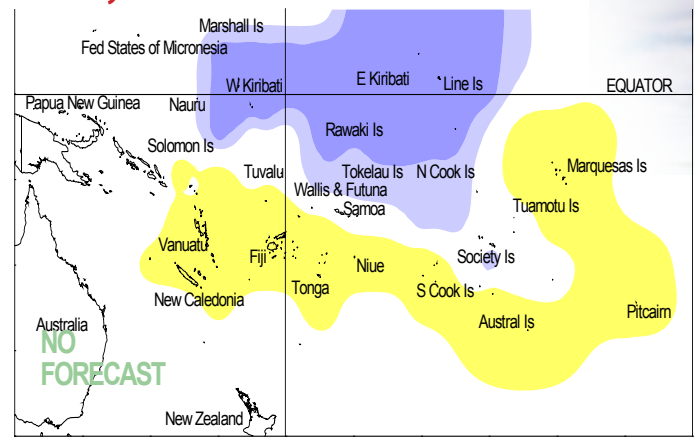 Marshall Is
Fed States of Micronesia
W Kiribati
E Kiribati
Line Is
EQUATOR
Papua New Guinea
Nauru
Rawaki Is
Solomon Is
Tuvalu
Tokelau Is
N Cook Is
Marquesas Is
Wallis & Futuna
Samoa
Tuamotu Is
Vanuatu
Fiji
Niue
Society Is
New Caledonia
Tonga
S Cook Is
Austral Is
Pitcairn
Australia
NO
FORECAST
New Zealand